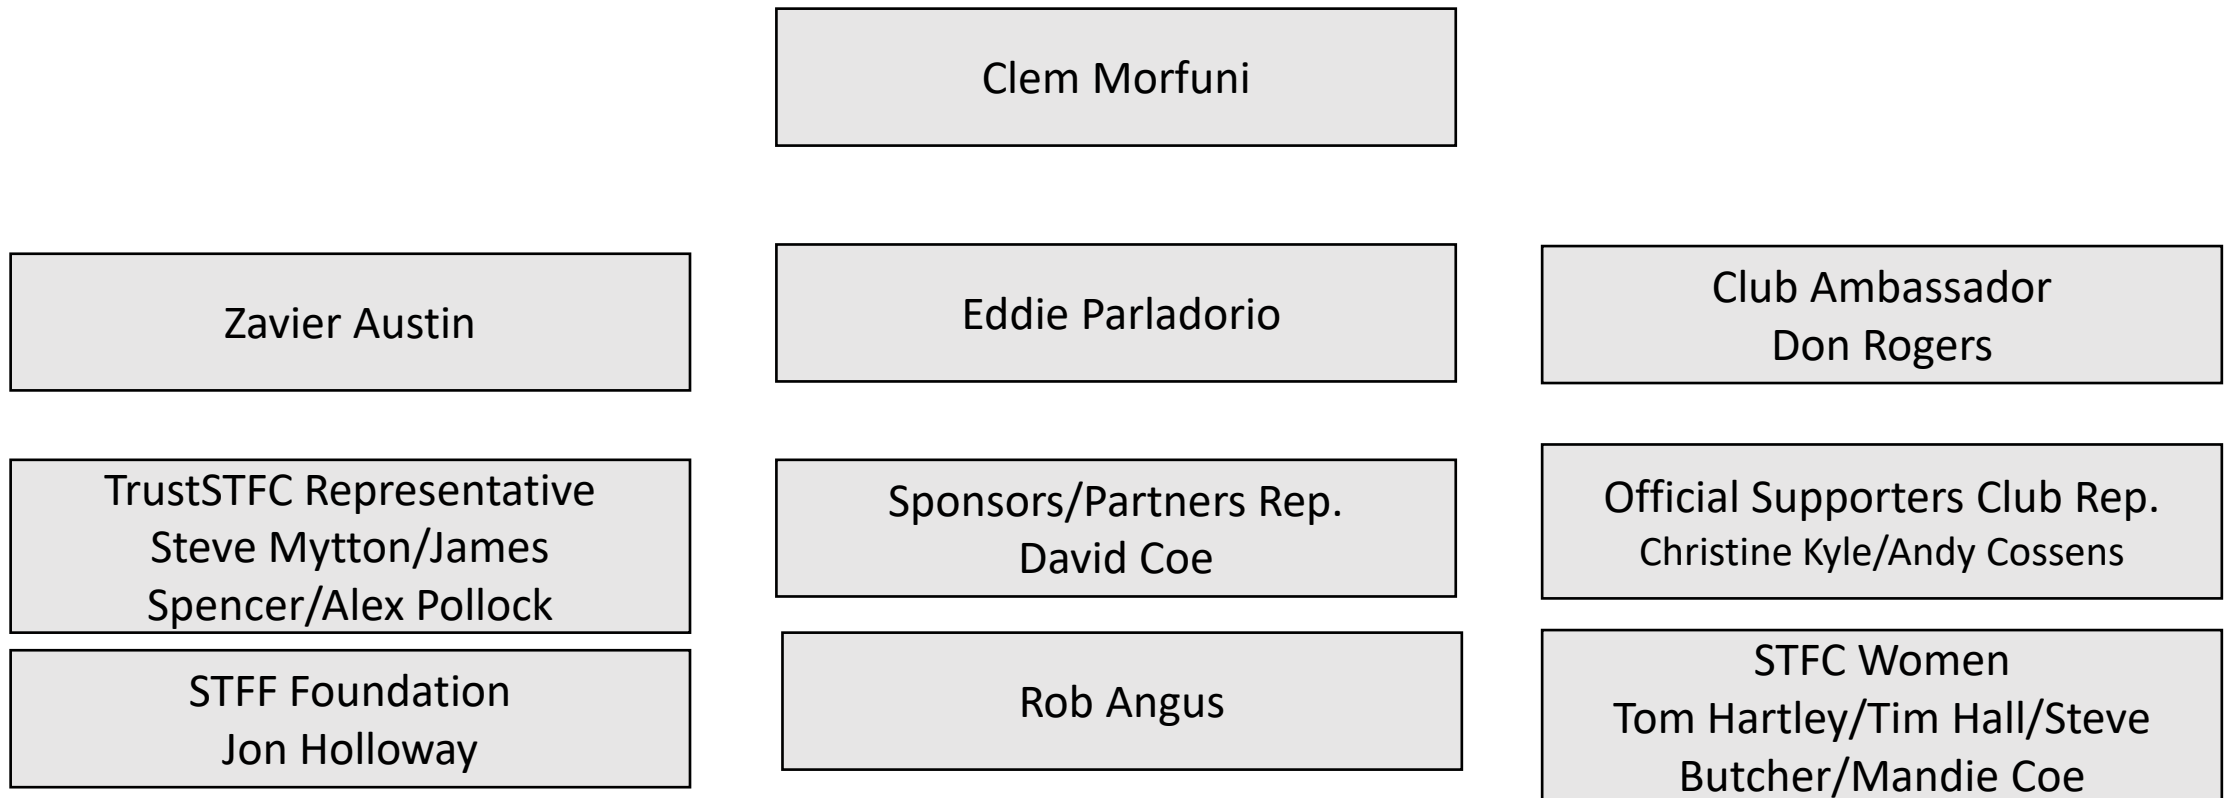 Clem Morfuni
Zavier Austin
Eddie Parladorio
Club Ambassador
Don Rogers
TrustSTFC Representative
Steve Mytton/James
Spencer/Alex Pollock
Sponsors/Partners Rep.
David Coe
Official Supporters Club Rep.
Christine Kyle/Andy Cossens
STFF Foundation
Jon Holloway
Rob Angus
STFC Women
Tom Hartley/Tim Hall/Steve
Butcher/Mandie Coe